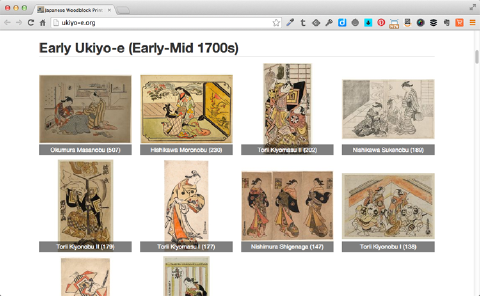 Japanese Woodblock Print
ukiyo-e.org
Early Ukiyo-e (Early-Mid 1700s)
Okumura Masanobu (507)
Hishikawa Moronobu (230)
Torii Kiyomasu II (202)
Nishikawa Sukenobu (189)
Torii Kiyonobu II (179)
Torii Kiyomasu I (177)
Nishimura Shigenaga (147)
Torii Kiyonobu I (138)